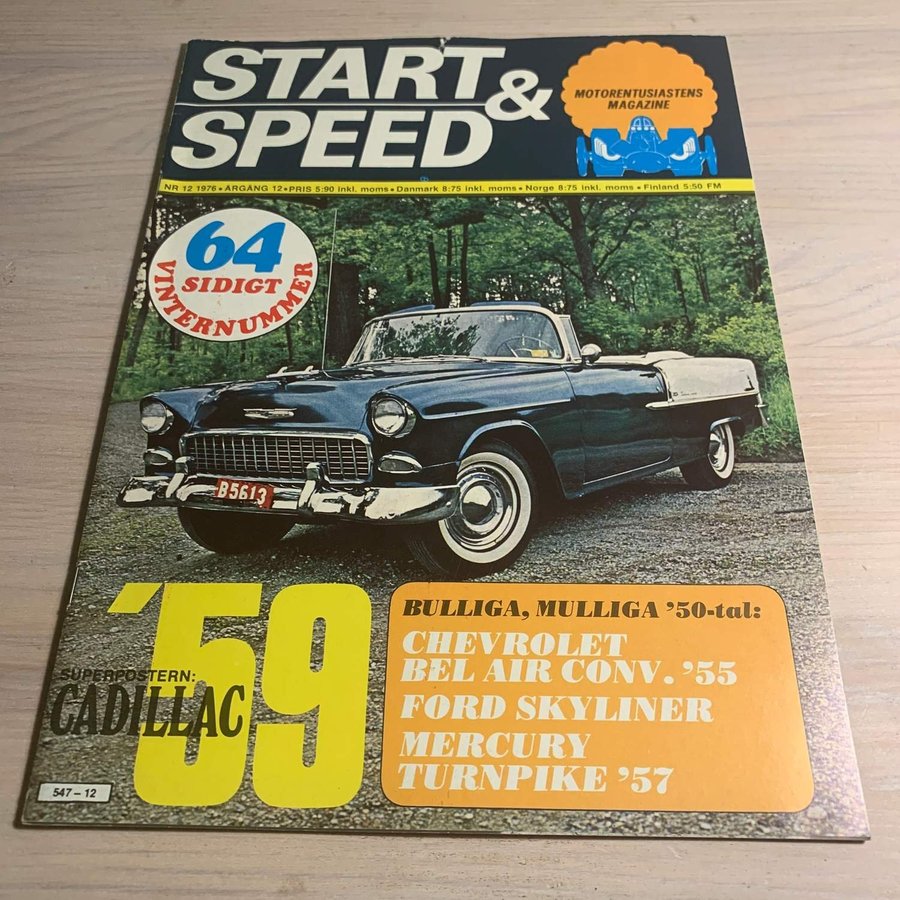 START &
SPEED
MOTORENTUSIASTENS
MAGAZINE
NR 12 1976 • ÅRGÅNG 12 • PRIS 5:90 inkl. moms • Danmark 8:75 inkl. moms • Norge 8:75 inkl. moms • Finland 5:50 FM
64
SIDIGT
VINTERNUMMER
B5613
'59
SUPERPOSTERN:
CADILLAC
BULLIGA, MULLIGA '50-tal:
CHEVROLET
BEL AIR CONV. '55
FORD SKYLINER
MERCURY
TURNPIKE '57
547 – 12